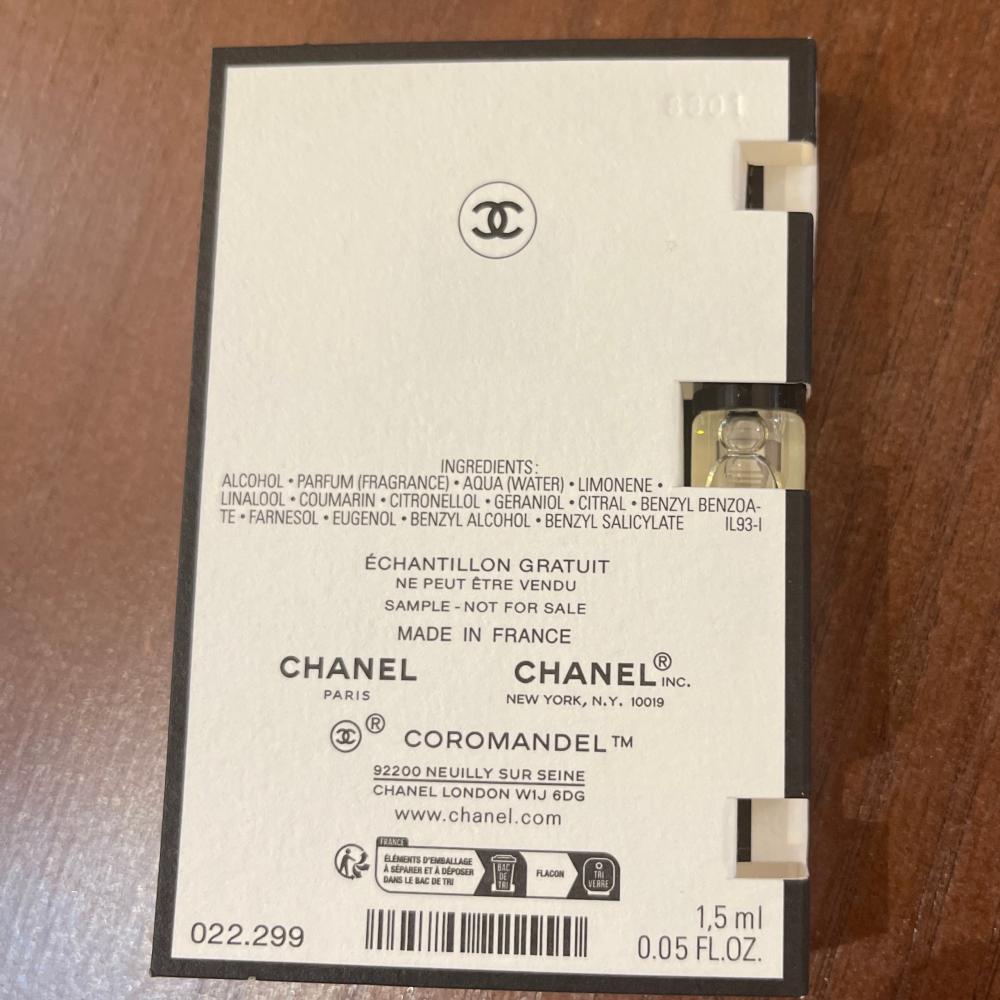 INGREDIENTS:
ALCOHOL • PARFUM (FRAGRANCE) • AQUA (WATER) • LIMONENE •
LINALOOL • COUMARIN • CITRONELLOL • GERANIOL • CITRAL • BENZYL BENZOA-
TE • FARNESOL • EUGENOL • BENZYL ALCOHOL • BENZYL SALICYLATE IL93-I
ÉCHANTILLON GRATUIT
NE PEUT ÊTRE VENDU
SAMPLE - NOT FOR SALE
MADE IN FRANCE
CHANEL CHANEL® INC.
PARIS NEW YORK, N.Y. 10019
® COROMANDEL™
92200 NEUILLY SUR SEINE
CHANEL LONDON W1J 6DG
www.chanel.com
FRANCE
ÉLÉMENTS D'EMBALLAGE
À SÉPARER ET À DÉPOSER
DANS LE BAC DE TRI
BAC
DE
TRI
FLACON
TRI
VERRE
022.299
1,5 ml
0.05 FL.OZ.